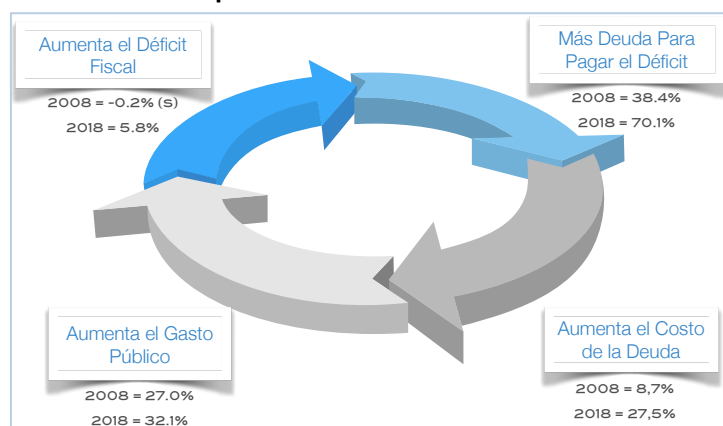 Aumenta el Déficit
Fiscal
2008 = -0.2% (s)
2018 = 5.8%
Más Deuda Para
Pagar el Déficit
2008 = 38.4%
2018 = 70.1%
Aumenta el Gasto
Público
2008 = 27.0%
2018 = 32.1%
Aumenta el Costo
de la Deuda
2008 = 8,7%
2018 = 27,5%